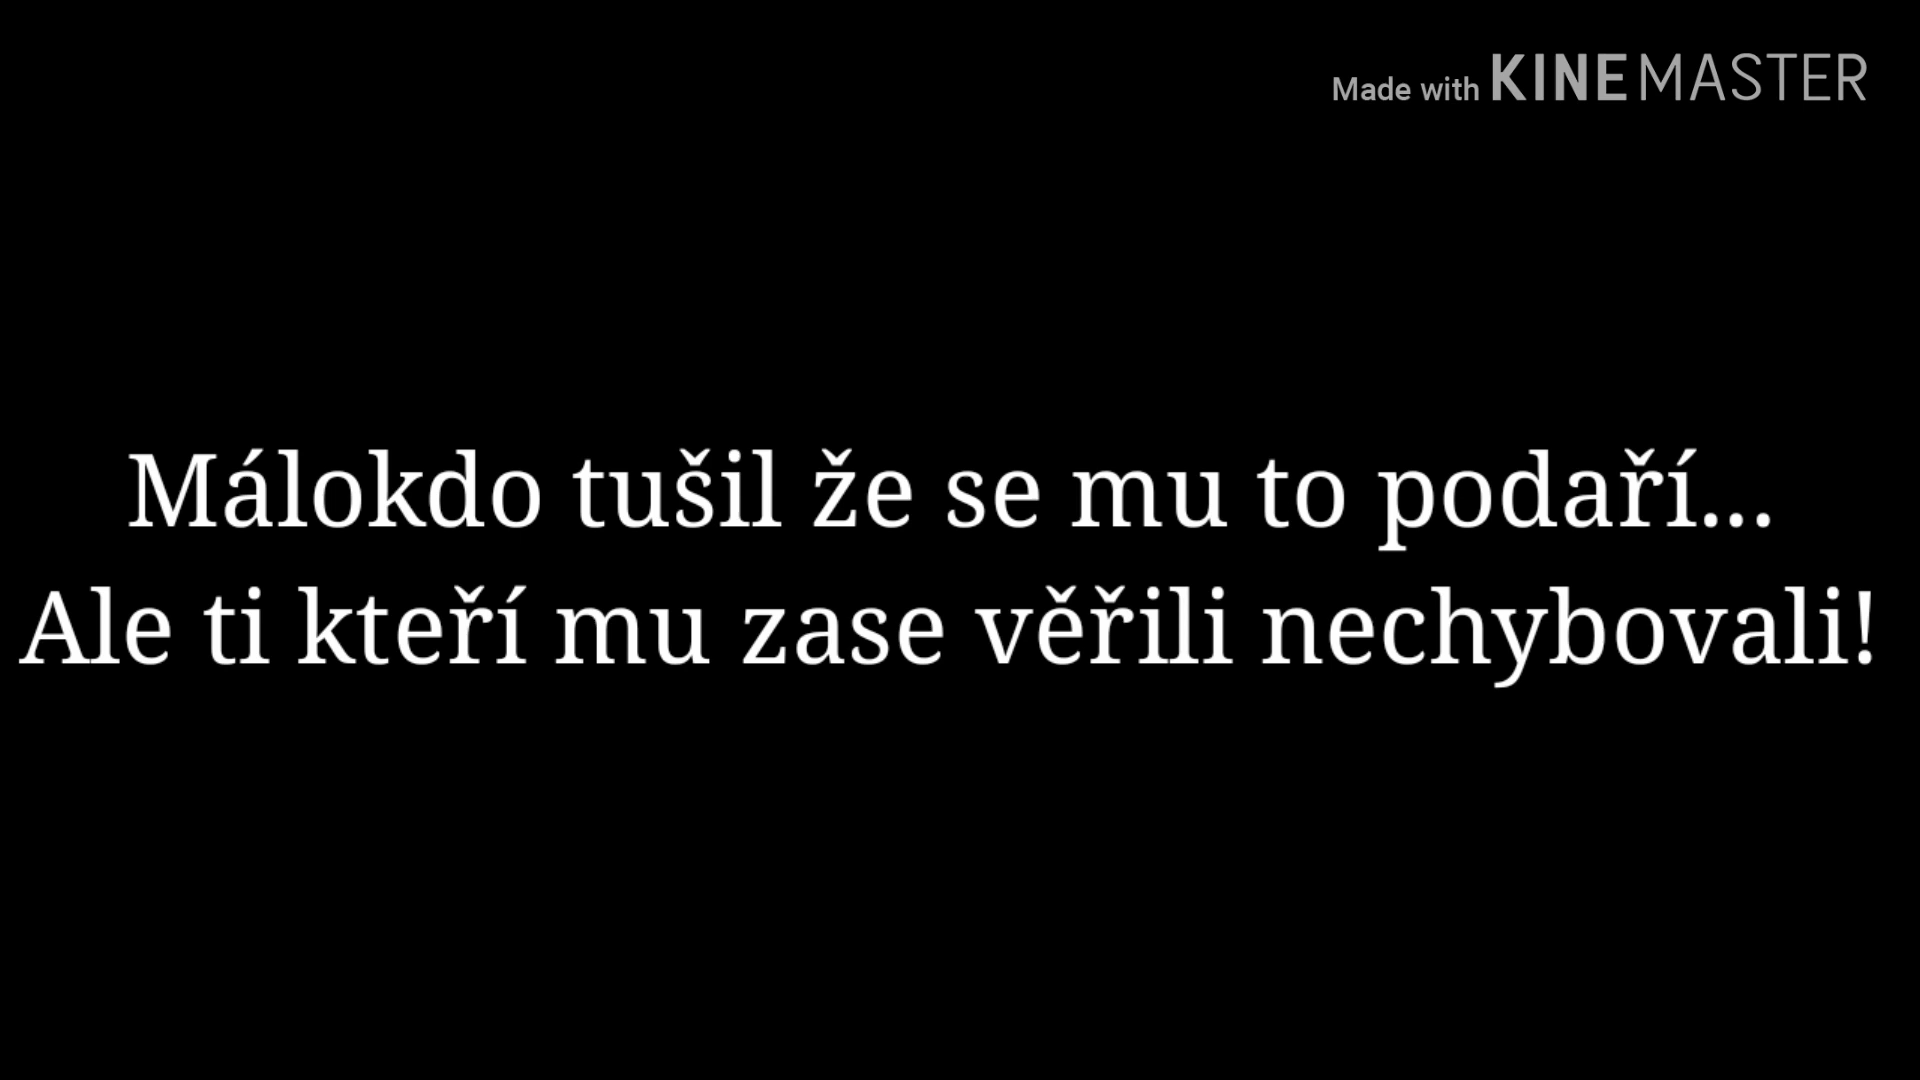 Made with KINEMASTER
Málokdo tušil že se mu to podaří...
Ale ti kteří mu zase věřili nechybovali!